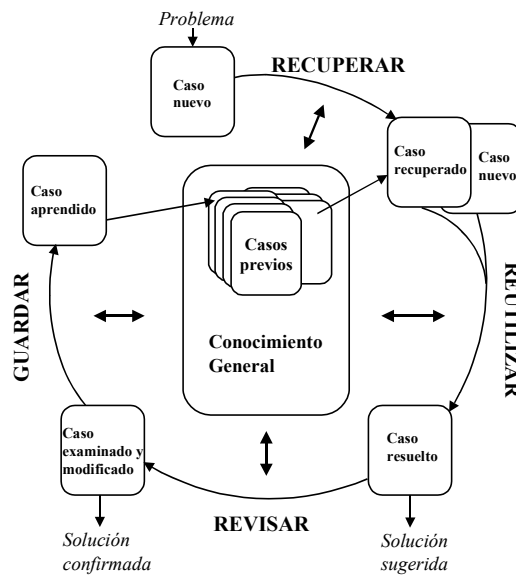 Problema
Caso
nuevo
RECUPERAR
Caso
recuperado
Caso
nuevo
Caso
aprendido
Casos
previos
Conocimiento
General
GUARDAR
REUTILIZAR
Caso
examinado y
modificado
Caso
resuelto
REVISAR
Solución
confirmada
Solución
sugerida